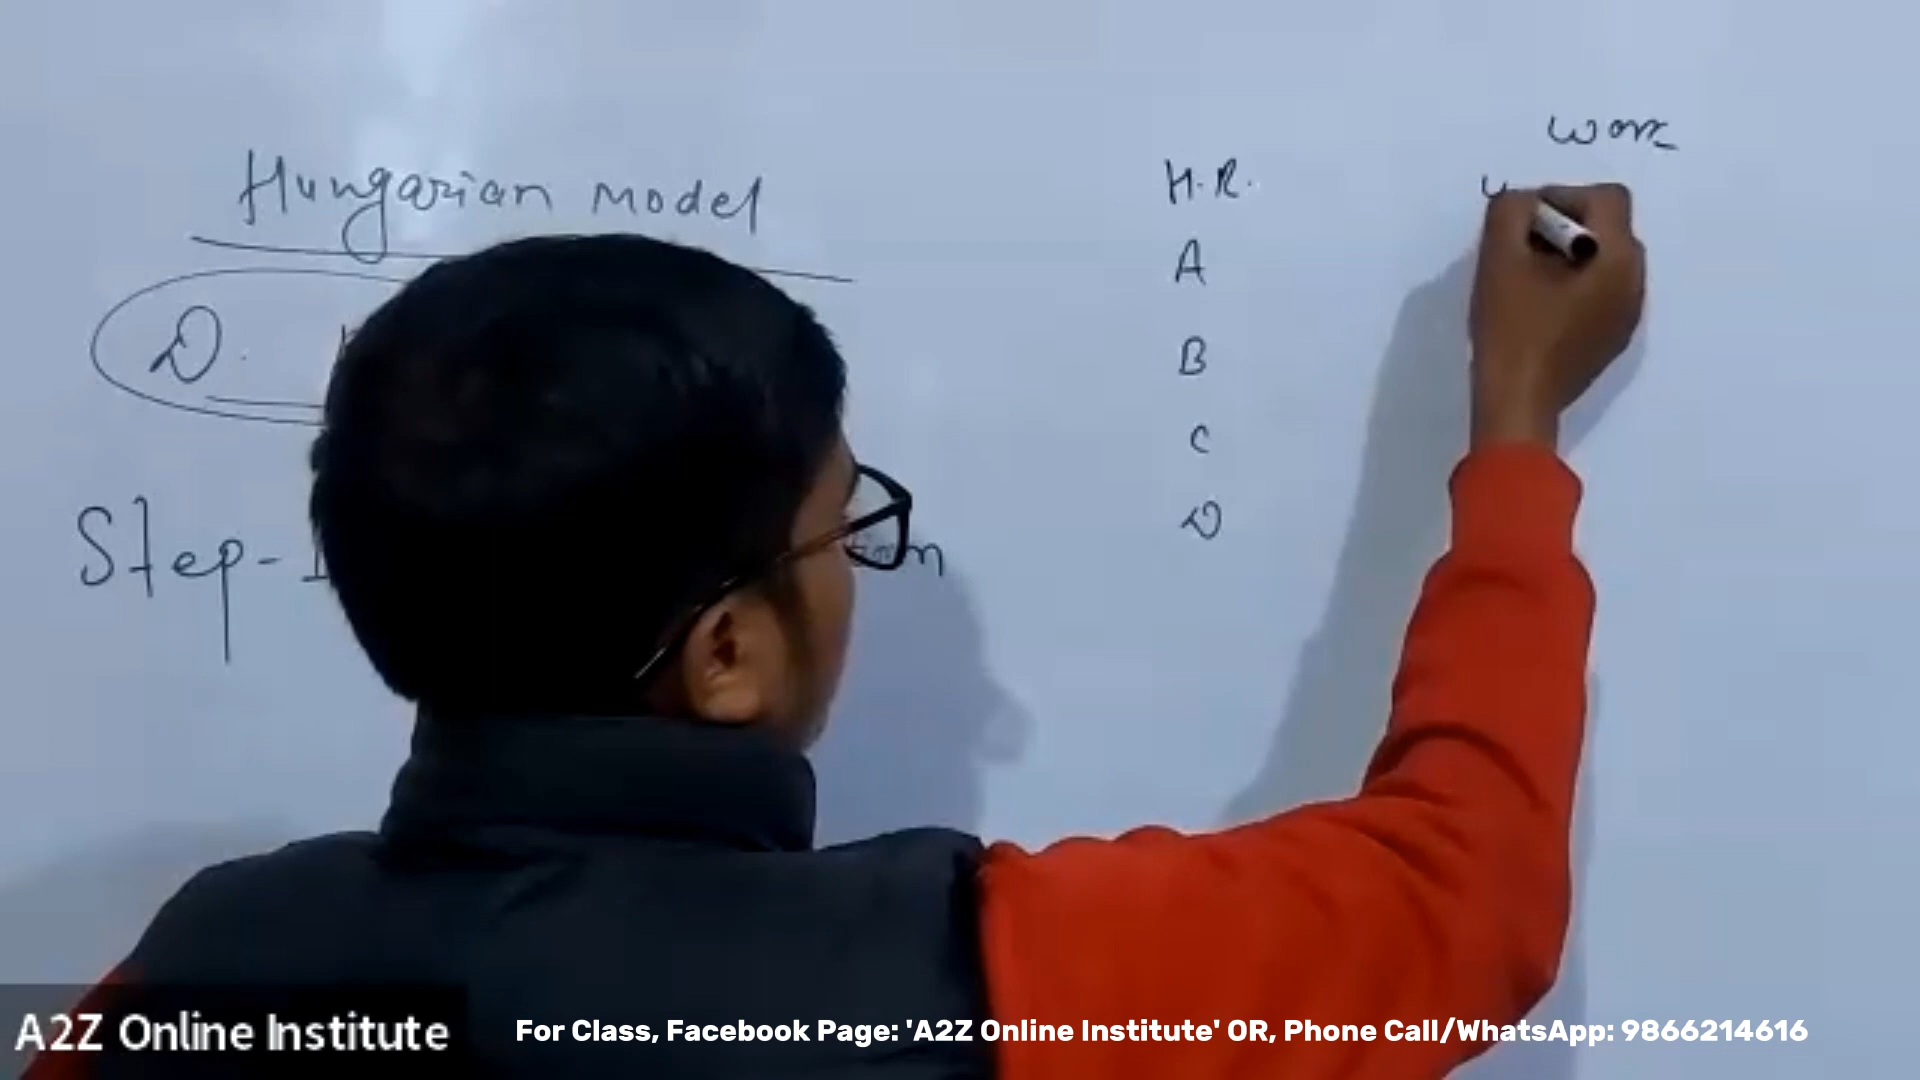 Hungarian Model
D.
Step-I
Work
H.R.
A
B
C
D
A2Z Online Institute
For Class, Facebook Page: 'A2Z Online Institute' OR, Phone Call/WhatsApp: 9866214616